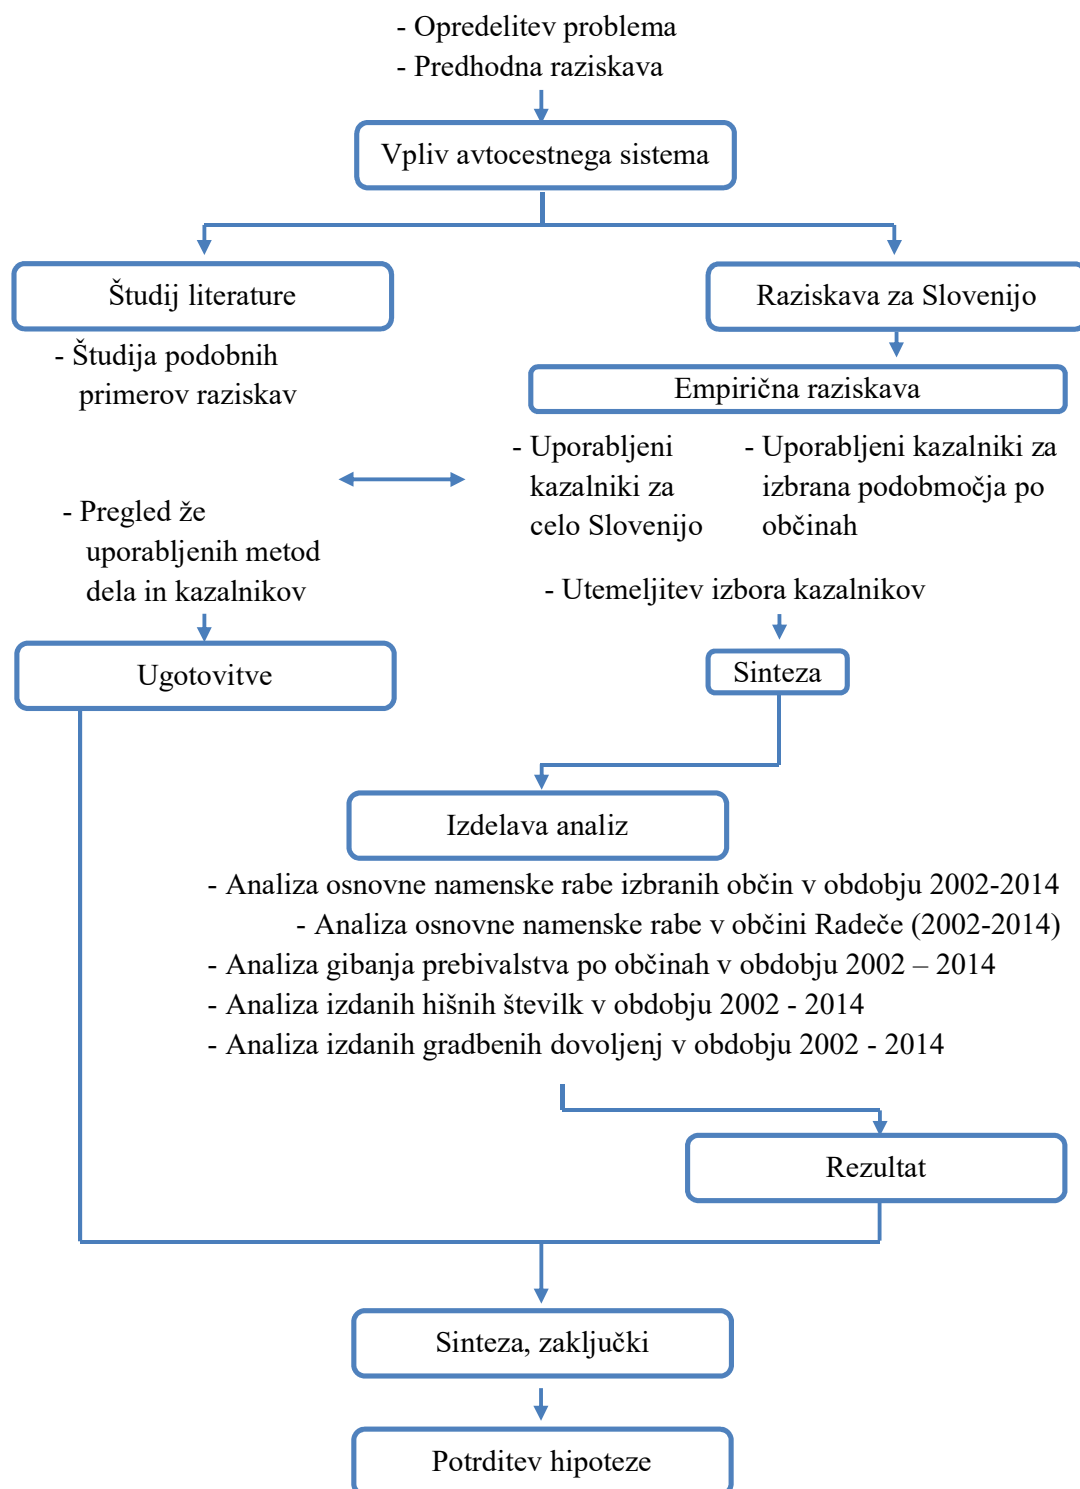 - Opredelitev problema
- Predhodna raziskava
Vpliv avtocestnega sistema
Študij literature
Raziskava za Slovenijo
- Študija podobnih
primerov raziskav
Empirična raziskava
- Uporabljeni
kazalniki za
celo Slovenijo
- Uporabljeni kazalniki za
izbrana podobmočja po
občinah
- Pregled že
uporabljenih metod
dela in kazalnikov
- Utemeljitev izbora kazalnikov
Ugotovitve
Sinteza
Izdelava analiz
- Analiza osnovne namenske rabe izbranih občin v obdobju 2002-2014
- Analiza osnovne namenske rabe v občini Radeče (2002-2014)
- Analiza gibanja prebivalstva po občinah v obdobju 2002 – 2014
- Analiza izdanih hišnih številk v obdobju 2002 - 2014
- Analiza izdanih gradbenih dovoljenj v obdobju 2002 - 2014
Rezultat
Sinteza, zaključki
Potrditev hipoteze